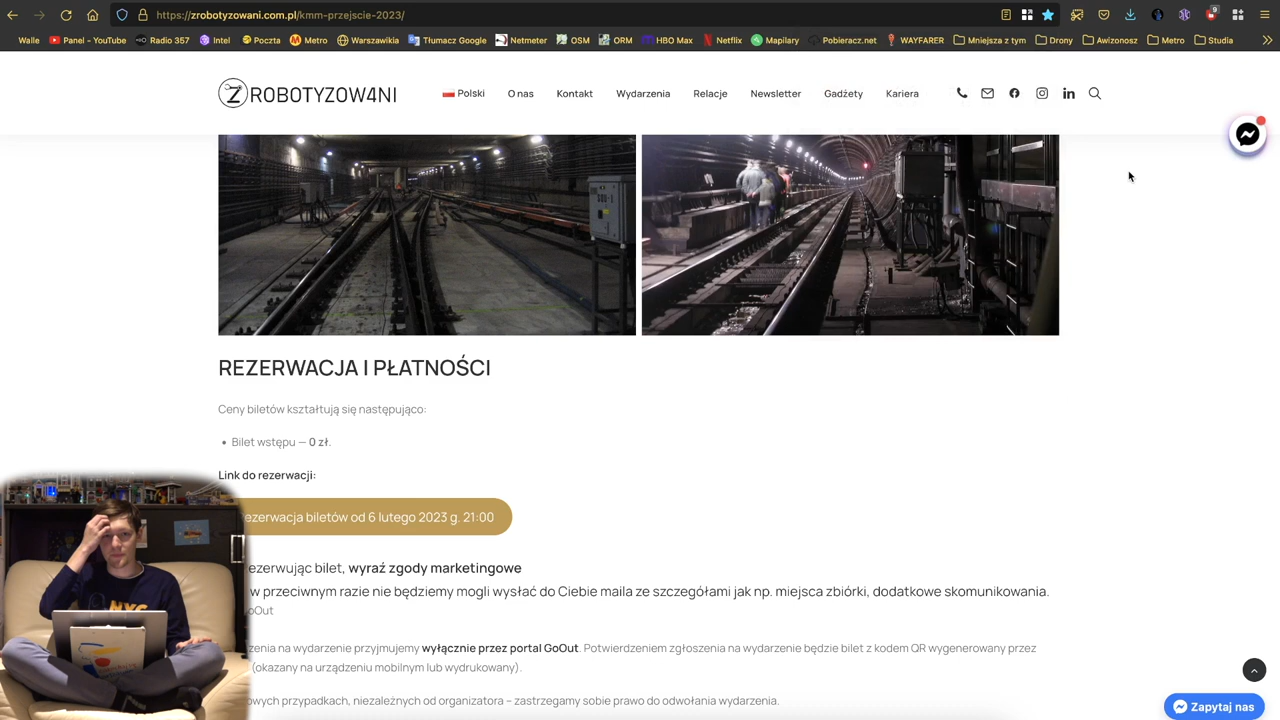 https://zrobotyzowani.com.pl/kmm-przejscie-2023/
9
Walle Panel - YouTube Radio 357 Intel Poczta Metro Warszawikia Tłumacz Google Netmeter OSM ORM HBO Max Netflix Mapilary Pobieracz.net WAYFARER Mniejsza z tym Drony Awizonosz Metro Studia
ZROBOTYZOW4NI Polski O nas Kontakt Wydarzenia Relacje Newsletter Gadżety Kariera
REZERWACJA I PŁATNOŚCI
Ceny biletów kształtują się następująco:
• Bilet wstępu — 0 zł.
Link do rezerwacji:
ezerwacja biletów od 6 lutego 2023 g. 21:00
ezerwując bilet, wyraź zgody marketingowe
w przeciwnym razie nie będziemy mogli wysłać do Ciebie maila ze szczegółami jak np. miejsca zbiórki, dodatkowe skomunikowania.
oOut
zenia na wydarzenie przyjmujemy wyłącznie przez portal GoOut. Potwierdzeniem zgłoszenia na wydarzenie będzie bilet z kodem QR wygenerowany przez
(okazany na urządzeniu mobilnym lub wydrukowany).
owych przypadkach, niezależnych od organizatora – zastrzegamy sobie prawo do odwołania wydarzenia.
Zapytaj nas